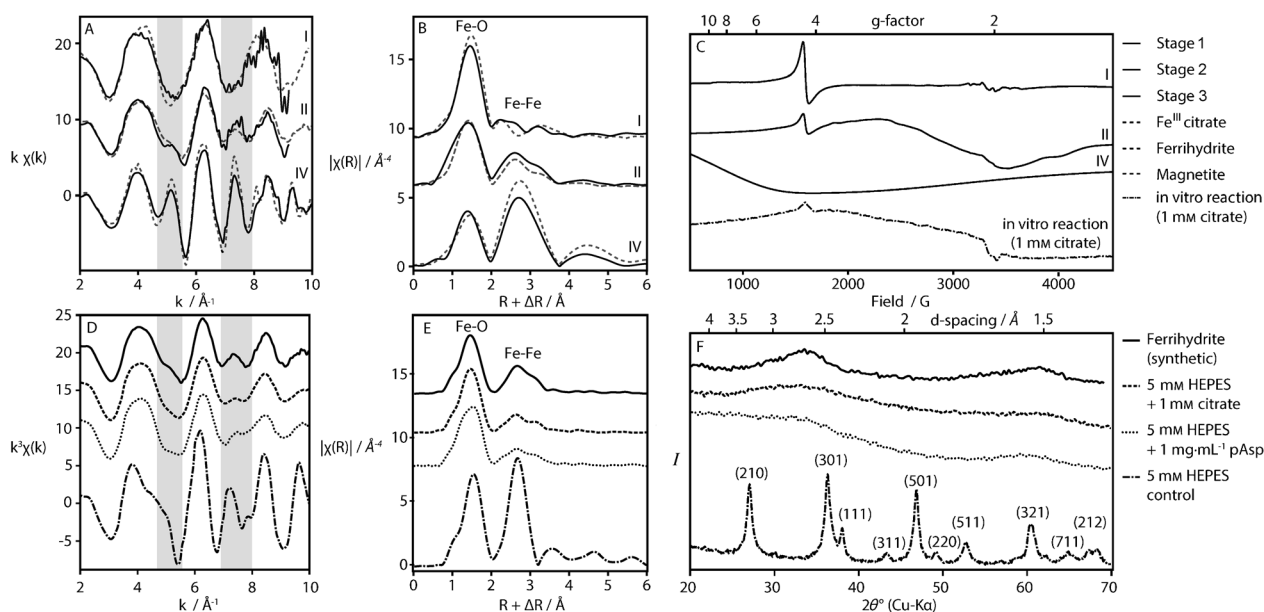 A
I
II
IV
20
10
0
k χ(k)
2 4 6 8 10
k / Å-1
B
Fe-O
Fe-Fe
I
II
IV
15
10
5
0
|χ(R)| / Å-4
0 1 2 3 4 5 6
R + ΔR / Å
10 8 6 4 2
g-factor
C
I
II
IV
in vitro reaction
(1 mM citrate)
1000 2000 3000 4000
Field / G
Stage 1
Stage 2
Stage 3
FeIII citrate
Ferrihydrite
Magnetite
in vitro reaction
(1 mM citrate)
D
25
20
15
10
5
0
-5
k3χ(k)
2 4 6 8 10
k / Å-1
E
Fe-O
Fe-Fe
15
10
5
0
|χ(R)| / Å-4
0 1 2 3 4 5 6
R + ΔR / Å
4 3.5 3 2.5 2 d-spacing / Å 1.5
F
I
(210)
(301)
(111)
(311)
(501)
(220)
(511)
(321)
(711)
(212)
20 30 40 50 60 70
2θ° (Cu-Kα)
Ferrihydrite
(synthetic)
5 mM HEPES
+ 1 mM citrate
5 mM HEPES
+ 1 mg·mL-1 pAsp
5 mM HEPES
control